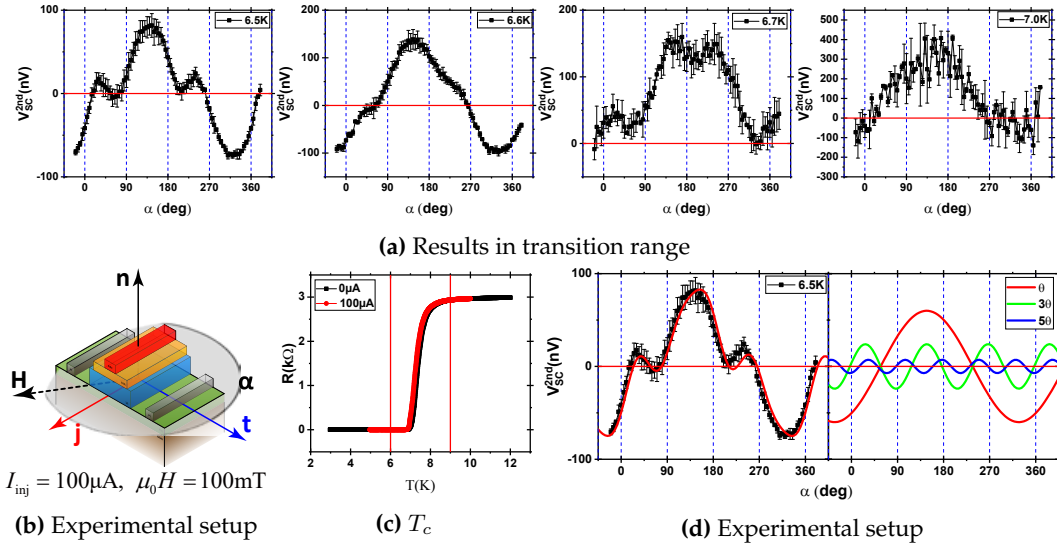 100
0
-100
0 90 180 270 360
V_SC^2nd (nV)
α (deg)
6.5K
200
100
0
-100
0 90 180 270 360
V_SC^2nd (nV)
α (deg)
6.6K
200
100
0
0 90 180 270 360
V_SC^2nd (nV)
α (deg)
6.7K
500
400
300
200
100
0
-100
-200
-300
0 90 180 270 360
V_SC^2nd (nV)
α (deg)
7.0K
(a) Results in transition range
n
H
α
j
t
I_inj = 100μA, μ₀H = 100mT
(b) Experimental setup
0μA
100μA
3
2
1
0
R(kΩ)
2 4 6 8 10 12
T(K)
(c) T_c
100
0
-100
V_SC^2nd (nV)
6.5K
θ
3θ
5θ
0 90 180 270 360 0 90 180 270 360
α (deg)
(d) Experimental setup